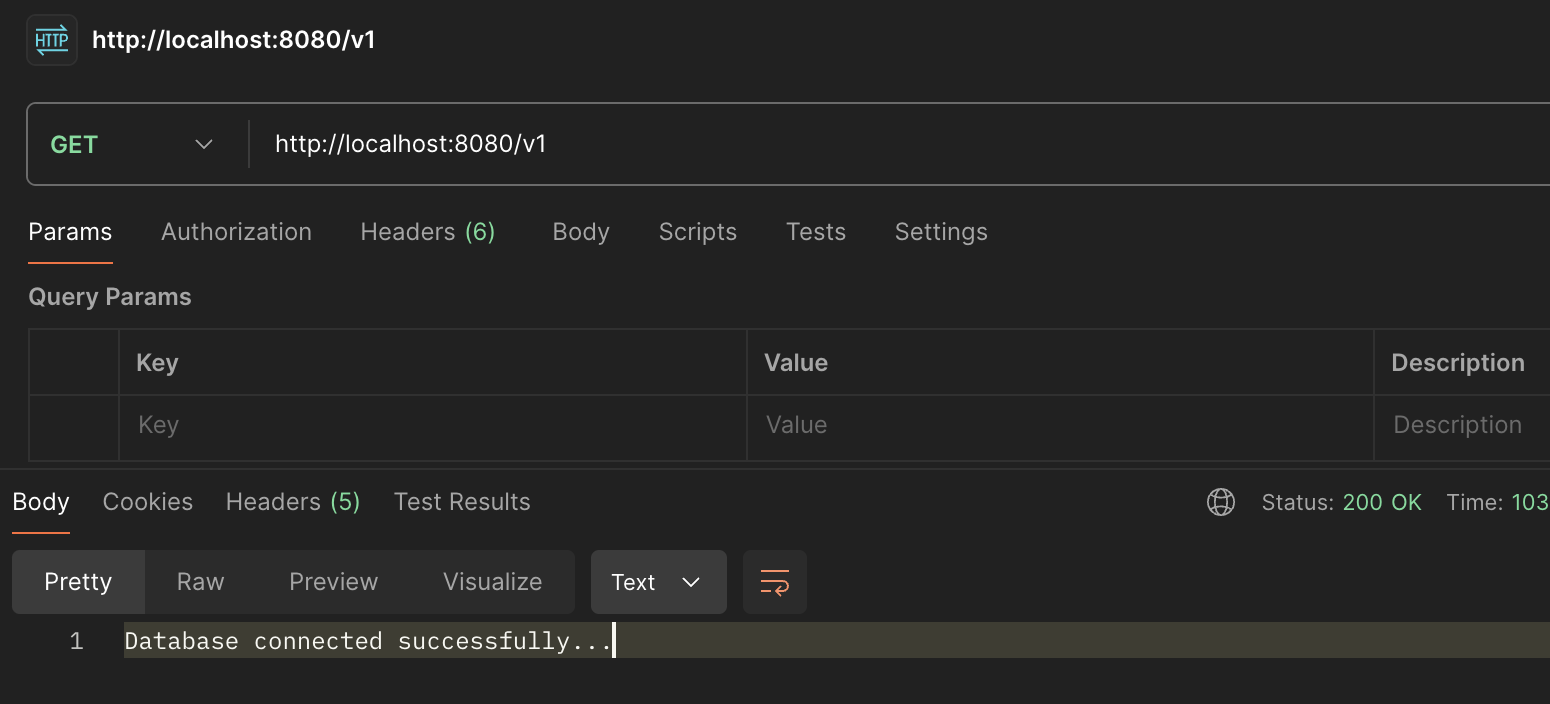 HTTP http://localhost:8080/v1
GET http://localhost:8080/v1
Params Authorization Headers (6) Body Scripts Tests Settings
Query Params
Key Value Description
Key Value Description
Body Cookies Headers (5) Test Results Status: 200 OK Time: 103
Pretty Raw Preview Visualize Text
1 Database connected successfully...